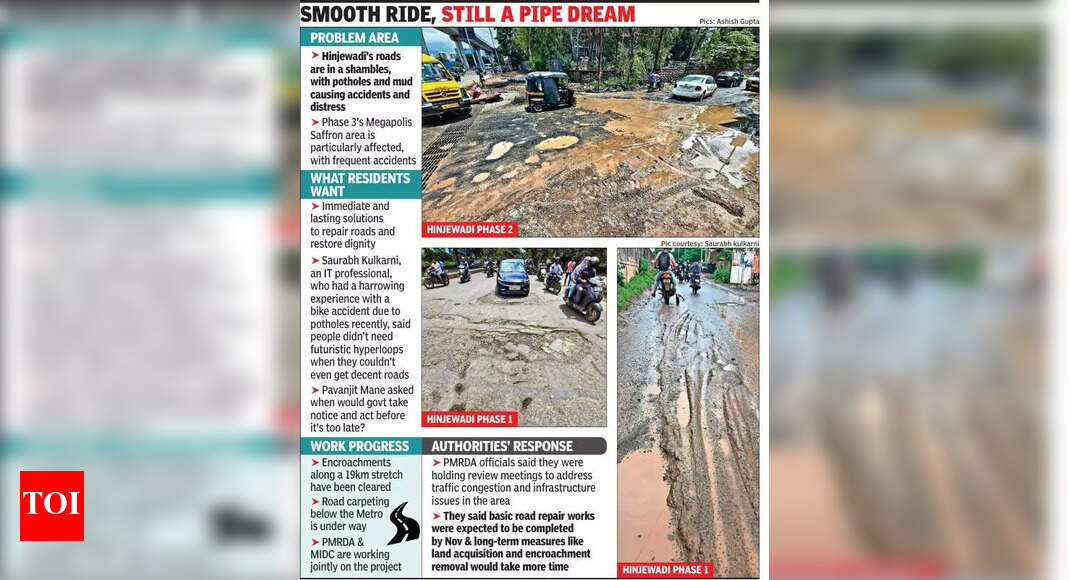 SMOOTH RIDE, STILL A PIPE DREAM
Pics: Ashish Gupta
PROBLEM AREA
➤ Hinjewadi's roads
are in a shambles,
with potholes and mud
causing accidents and
distress
➤ Phase 3's Megapolis
Saffron area is
particularly affected,
with frequent accidents
WHAT RESIDENTS
WANT
➤ Immediate and
lasting solutions
to repair roads and
restore dignity
➤ Saurabh Kulkarni,
an IT professional,
who had a harrowing
experience with a
bike accident due to
potholes recently, said
people didn't need
futuristic hyperloops
when they couldn't
even get decent roads
➤ Pavanjit Mane asked
when would govt take
notice and act before
it's too late?
HINJEWADI PHASE 2
Pic courtesy: Saurabh kulkarni
HINJEWADI PHASE 1
HINJEWADI PHASE 1
WORK PROGRESS
➤ Encroachments
along a 19km stretch
have been cleared
➤ Road carpeting
below the Metro
is under way
➤ PMRDA &
MIDC are working
jointly on the project
AUTHORITIES' RESPONSE
➤ PMRDA officials said they were
holding review meetings to address
traffic congestion and infrastructure
issues in the area
➤ They said basic road repair works
were expected to be completed
by Nov & long-term measures like
land acquisition and encroachment
removal would take more time
TOI